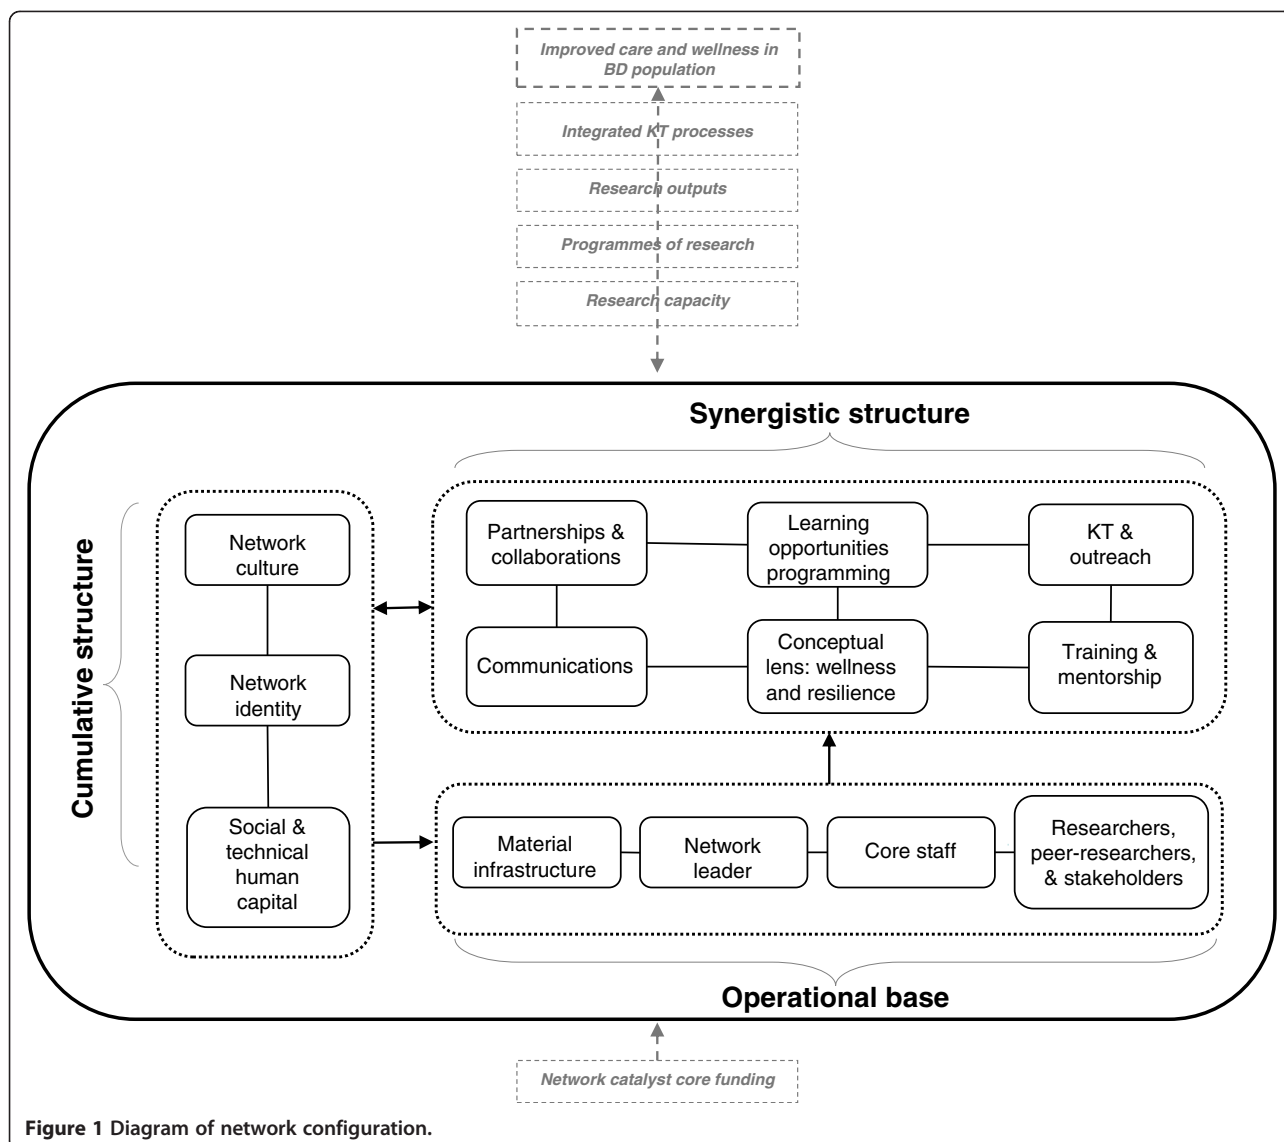 Improved care and wellness in
BD population
Integrated KT processes
Research outputs
Programmes of research
Research capacity
Synergistic structure
Cumulative structure
Network
culture
Network
identity
Social &
technical
human
capital
Partnerships &
collaborations
Learning
opportunities
programming
KT &
outreach
Communications
Conceptual
lens: wellness
and resilience
Training &
mentorship
Material
infrastructure
Network
leader
Core staff
Researchers,
peer-researchers,
& stakeholders
Operational base
Network catalyst core funding
Figure 1 Diagram of network configuration.